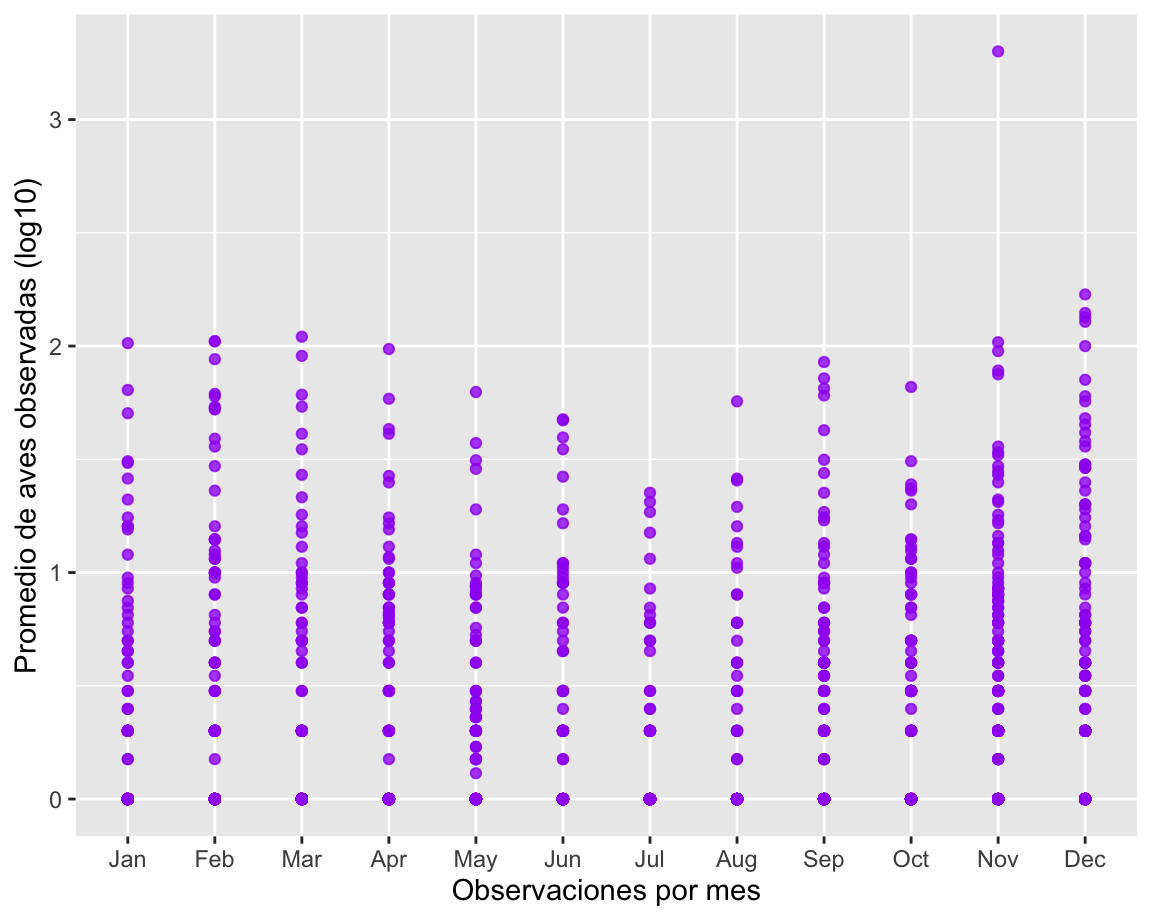 Promedio de aves observadas (log10)
3
2
1
0
Jan Feb Mar Apr May Jun Jul Aug Sep Oct Nov Dec
Observaciones por mes